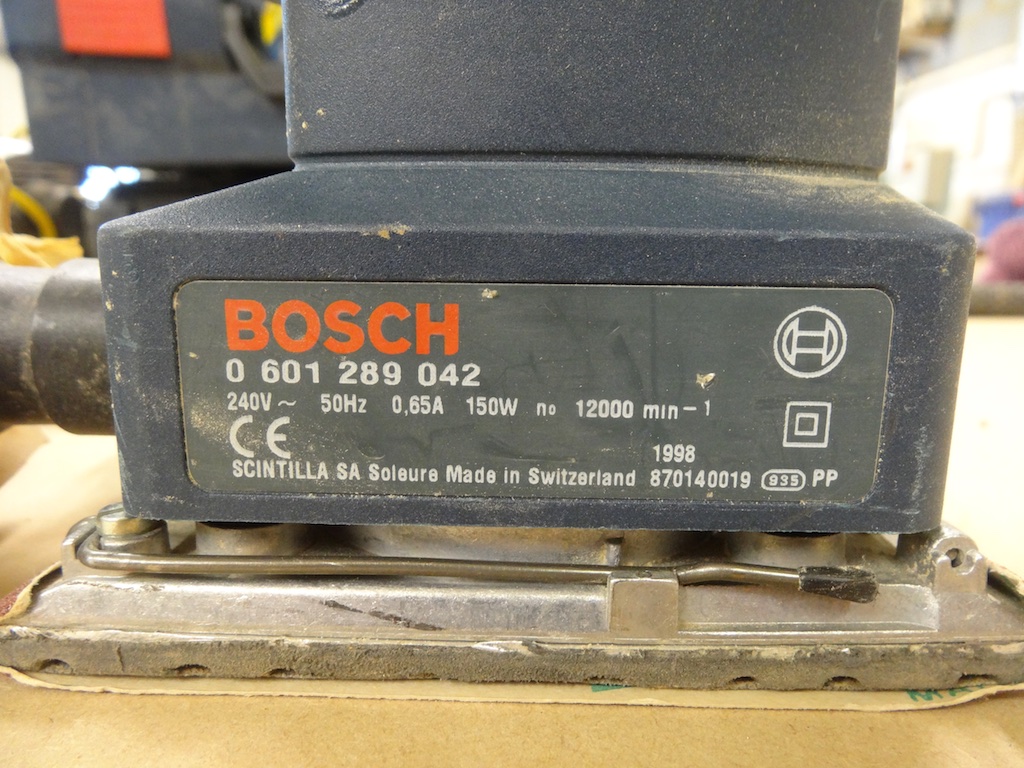 BOSCH
0 601 289 042
240V ~ 50Hz 0,65A 150W no 12000 min-1
CE
1998
SCINTILLA SA Soleure Made in Switzerland 870140019 935 PP